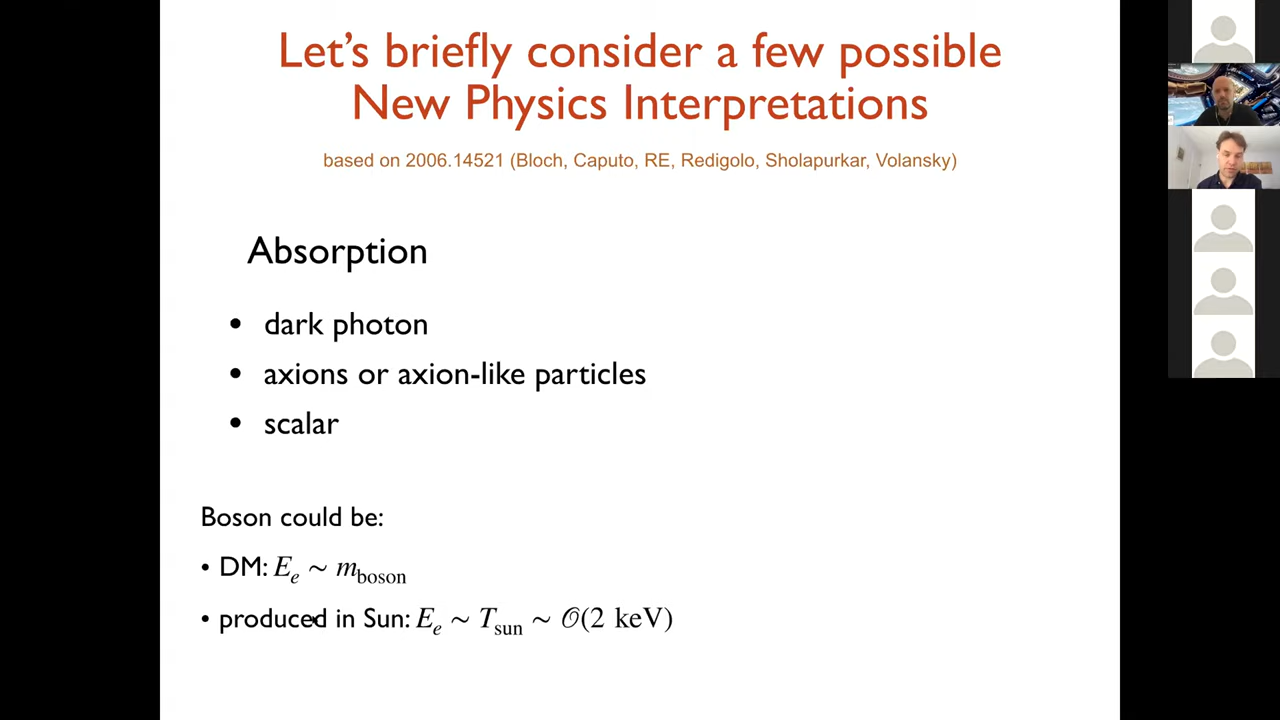 Let's briefly consider a few possible
New Physics Interpretations
based on 2006.14521 (Bloch, Caputo, RE, Redigolo, Sholapurkar, Volansky)
Absorption
• dark photon
• axions or axion-like particles
• scalar
Boson could be:
• DM: Eₑ ~ m_boson
• produced in Sun: Eₑ ~ T_sun ~ 𝒪(2 keV)